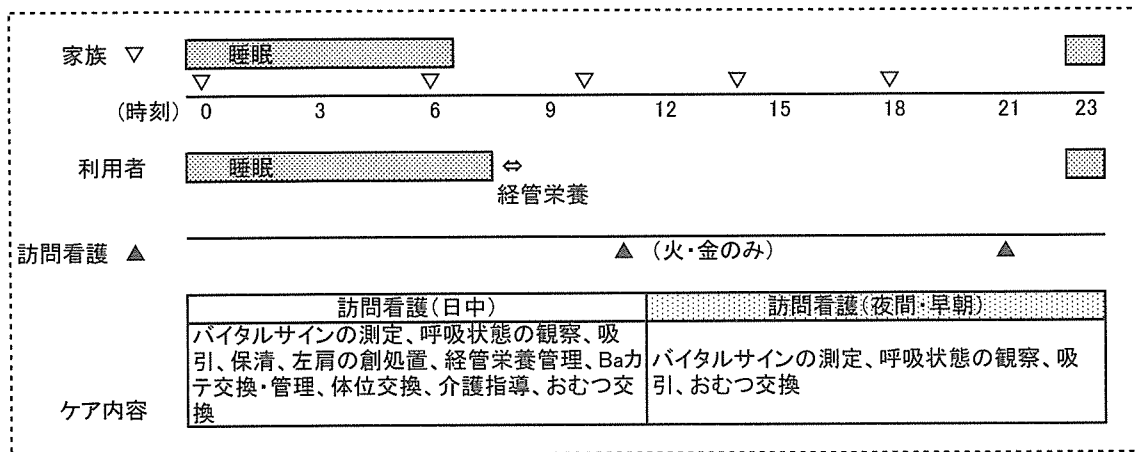 家族 ▽
睡眠
▽ ▽ ▽ ▽ ▽
(時刻) 0 3 6 9 12 15 18 21 23
利用者
睡眠
⇔
経管栄養
訪問看護 ▲
▲ (火・金のみ) ▲
訪問看護(日中)
訪問看護(夜間・早朝)
ケア内容
バイタルサインの測定、呼吸状態の観察、吸
引、保清、左肩の創処置、経管栄養管理、Baカ
テ交換・管理、体位交換、介護指導、おむつ交
換
バイタルサインの測定、呼吸状態の観察、吸
引、おむつ交換